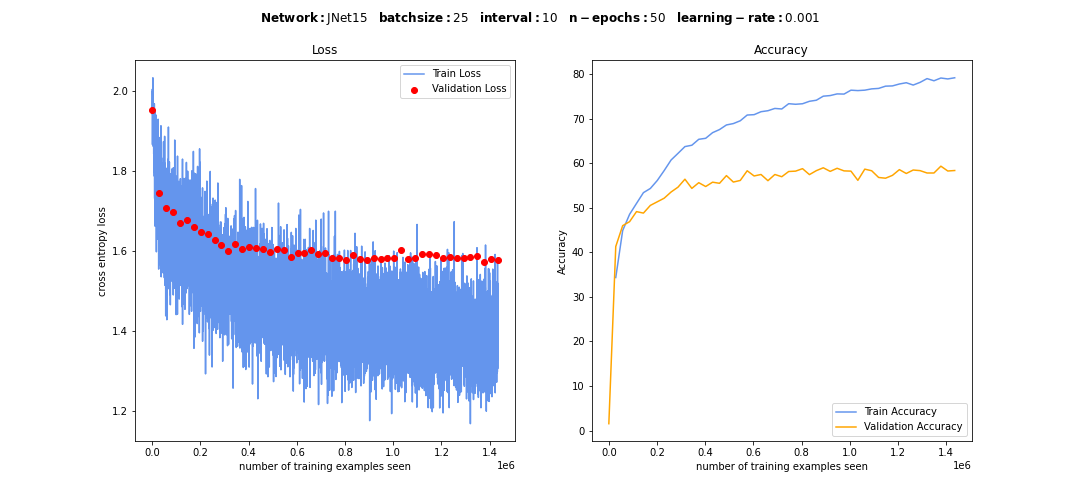 Network: JNet15 batchsize: 25 interval: 10 n−epochs: 50 learning−rate: 0.001
Loss
Train Loss
Validation Loss
cross entropy loss
2.0
1.8
1.6
1.4
1.2
0.0 0.2 0.4 0.6 0.8 1.0 1.2 1.4
1e6
number of training examples seen
Accuracy
Accuracy
80
70
60
50
40
30
20
10
0
Train Accuracy
Validation Accuracy
0.0 0.2 0.4 0.6 0.8 1.0 1.2 1.4
1e6
number of training examples seen